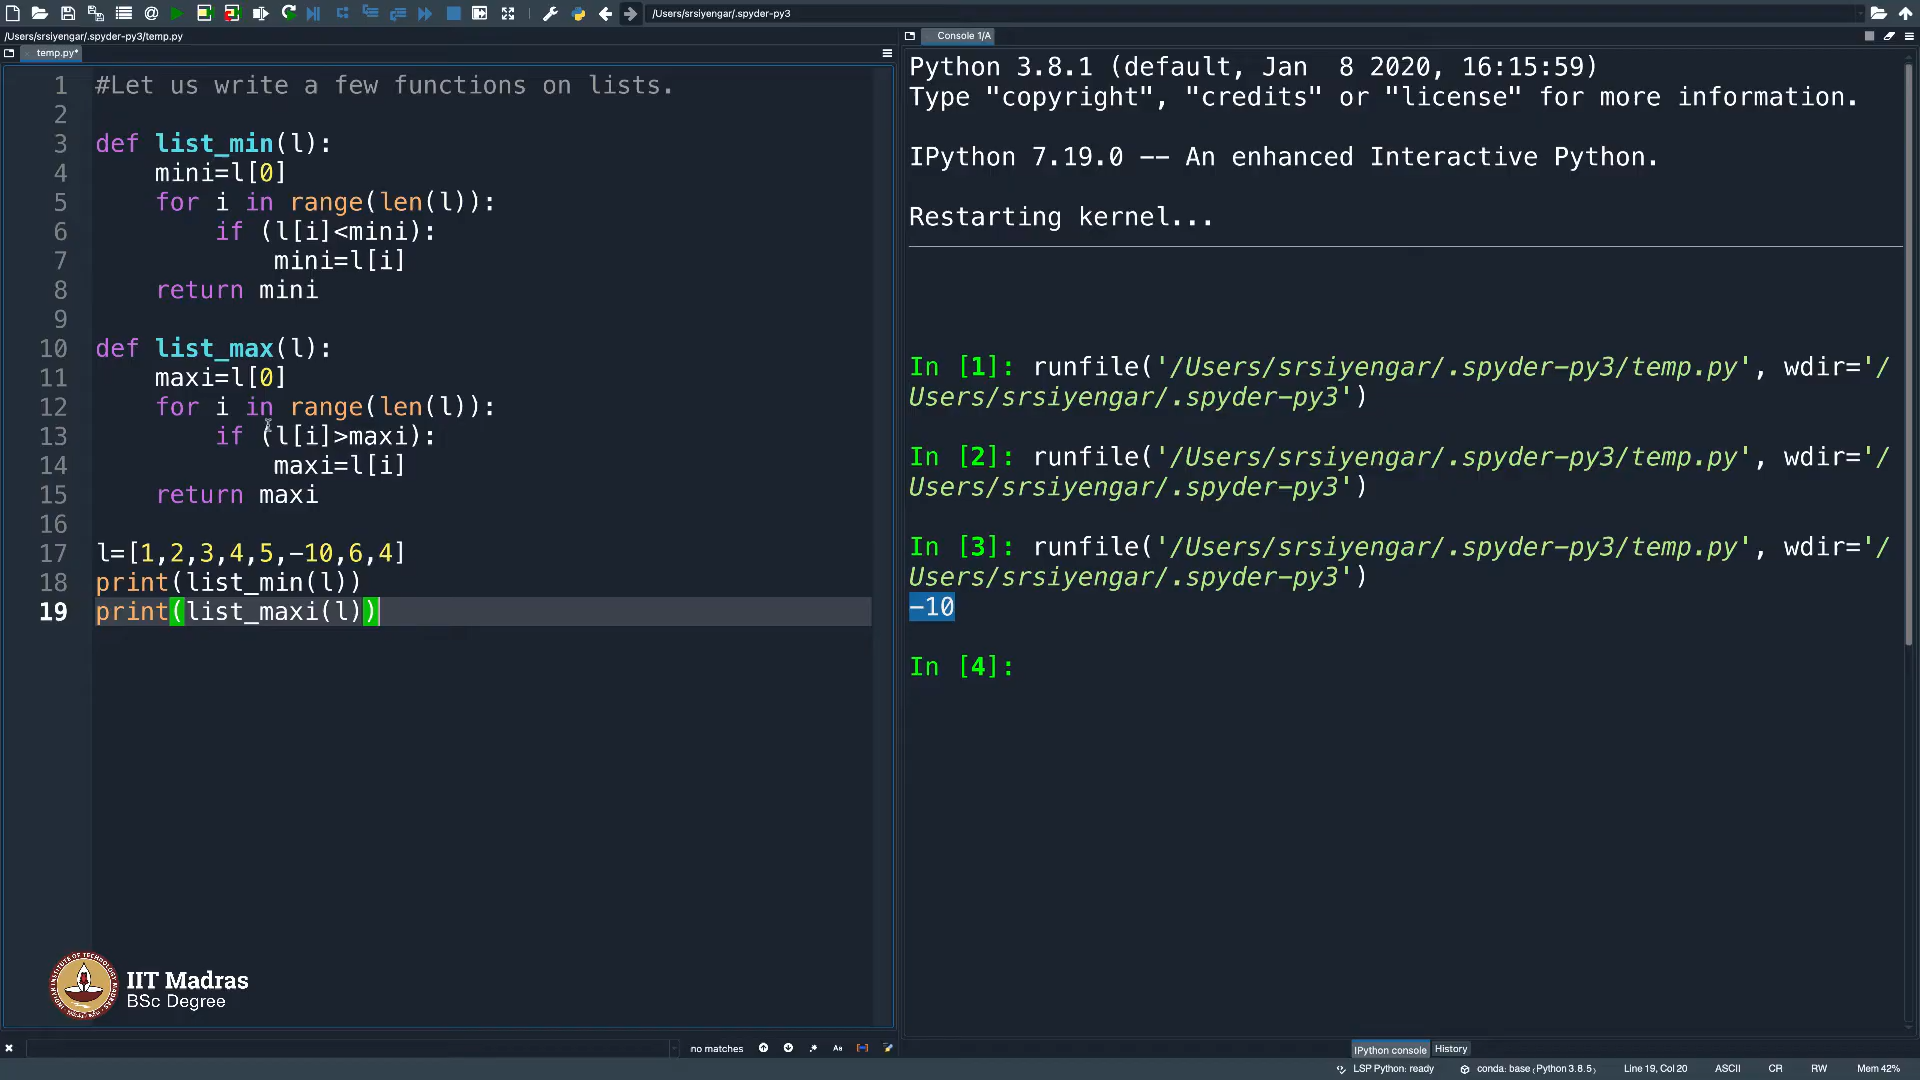 /Users/srsiyengar/.spyder-py3
/Users/srsiyengar/.spyder-py3/temp.py
temp.py*
1 #Let us write a few functions on lists.
2
3 def list_min(l):
4     mini=l[0]
5     for i in range(len(l)):
6         if (l[i]<mini):
7             mini=l[i]
8     return mini
9
10 def list_max(l):
11     maxi=l[0]
12     for i in range(len(l)):
13         if (l[i]>maxi):
14             maxi=l[i]
15     return maxi
16
17 l=[1,2,3,4,5,-10,6,4]
18 print(list_min(l))
19 print(list_maxi(l))
IIT Madras
BSc Degree
no matches
Aa
Console 1/A
Python 3.8.1 (default, Jan  8 2020, 16:15:59)
Type "copyright", "credits" or "license" for more information.
IPython 7.19.0 -- An enhanced Interactive Python.
Restarting kernel...
In [1]: runfile('/Users/srsiyengar/.spyder-py3/temp.py', wdir='/
Users/srsiyengar/.spyder-py3')
In [2]: runfile('/Users/srsiyengar/.spyder-py3/temp.py', wdir='/
Users/srsiyengar/.spyder-py3')
In [3]: runfile('/Users/srsiyengar/.spyder-py3/temp.py', wdir='/
Users/srsiyengar/.spyder-py3')
-10
In [4]:
IPython console History
LSP Python: ready conda: base (Python 3.8.5) Line 19, Col 20 ASCII CR RW Mem 42%